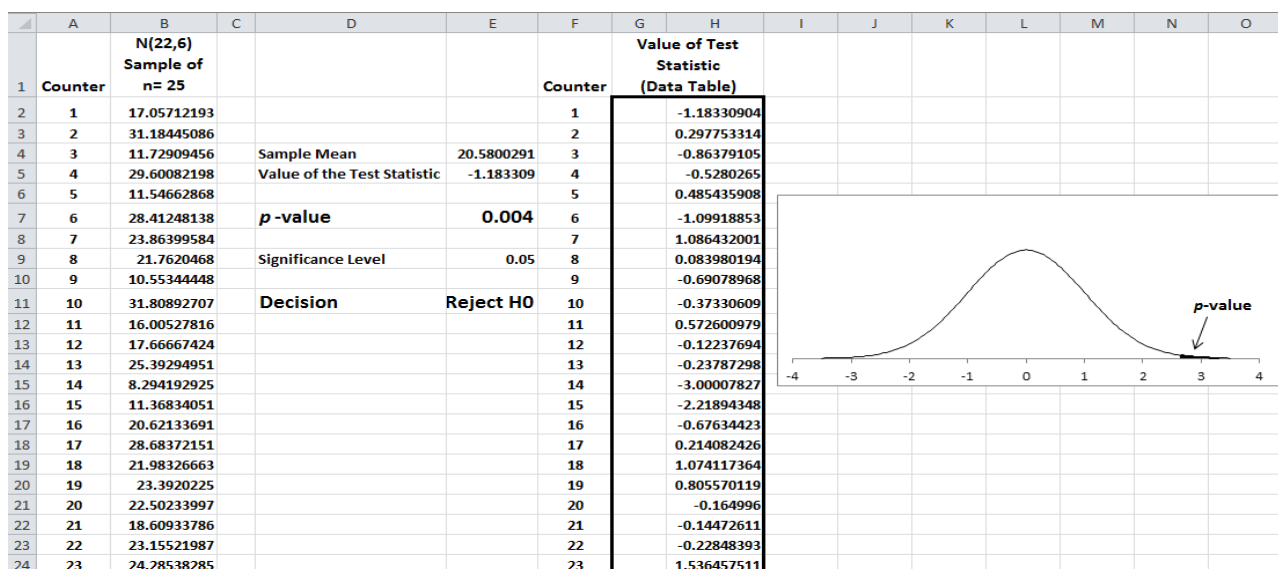 A B C D E F G H I J K L M N O
1 Counter N(22,6) Sample of n= 25 Counter Value of Test Statistic (Data Table)
2 1 17.05712193 1 -1.18330904
3 2 31.18445086 2 0.297753314
4 3 11.72909456 Sample Mean 20.5800291 3 -0.86379105
5 4 29.60082198 Value of the Test Statistic -1.183309 4 -0.5280265
6 5 11.54662868 5 0.485435908
7 6 28.41248138 p-value 0.004 6 -1.09918853
8 7 23.86399584 7 1.086432001
9 8 21.7620468 Significance Level 0.05 8 0.083980194
10 9 10.55344448 9 -0.69078968
11 10 31.80892707 Decision Reject H0 10 -0.37330609
12 11 16.00527816 11 0.572600979
13 12 17.66667424 12 -0.12237694
14 13 25.39294951 13 -0.23787298
15 14 8.294192925 14 -3.00007827
16 15 11.36834051 15 -2.21894348
17 16 20.62133691 16 -0.67634423
18 17 28.68372151 17 0.214082426
19 18 21.98326663 18 1.074117364
20 19 23.3920225 19 0.805570119
21 20 22.50233997 20 -0.164996
22 21 18.60933786 21 -0.14472611
23 22 23.15521987 22 -0.22848393
24 23 24.28538285 23 1.536457511
p-value
-4 -3 -2 -1 0 1 2 3 4